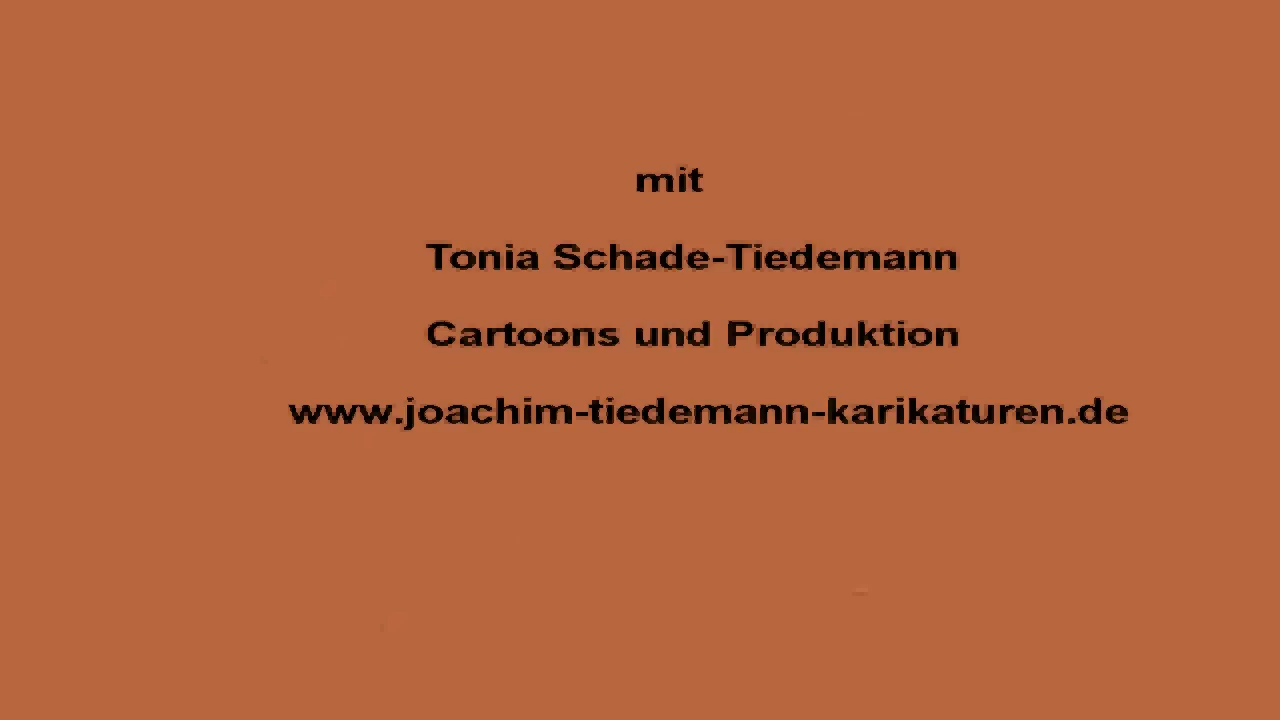 mit
Tonia Schade-Tiedemann
Cartoons und Produktion
www.joachim-tiedemann-karikaturen.de